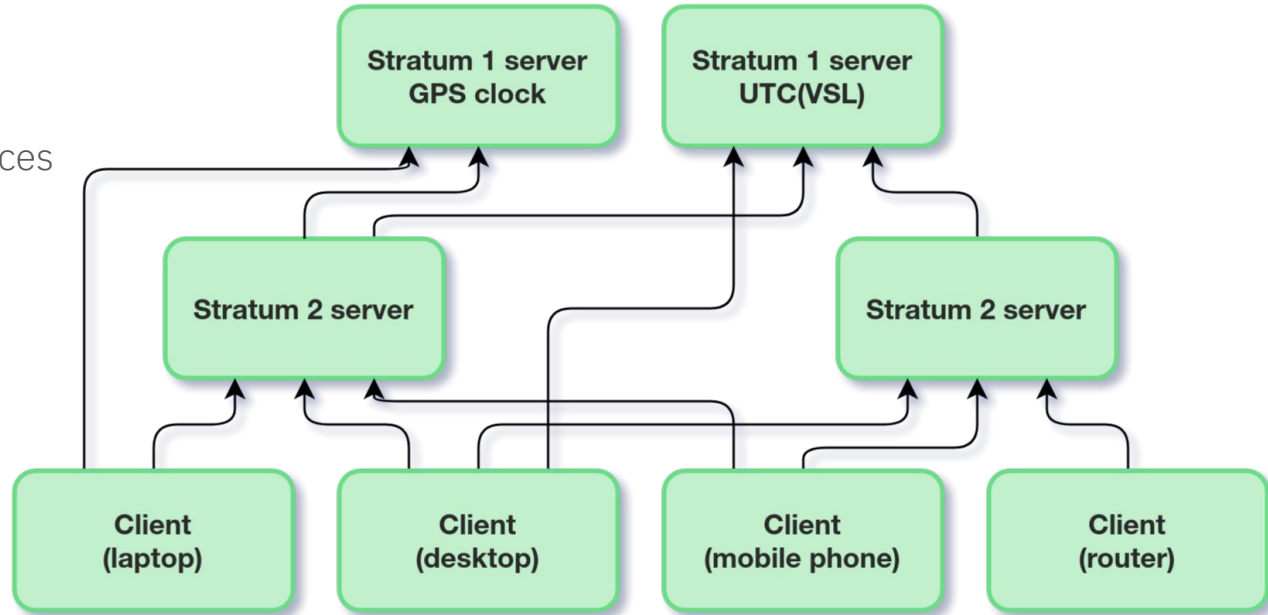 Stratum 1 server
GPS clock
Stratum 1 server
UTC(VSL)
ces
Stratum 2 server
Stratum 2 server
Client
(laptop)
Client
(desktop)
Client
(mobile phone)
Client
(router)